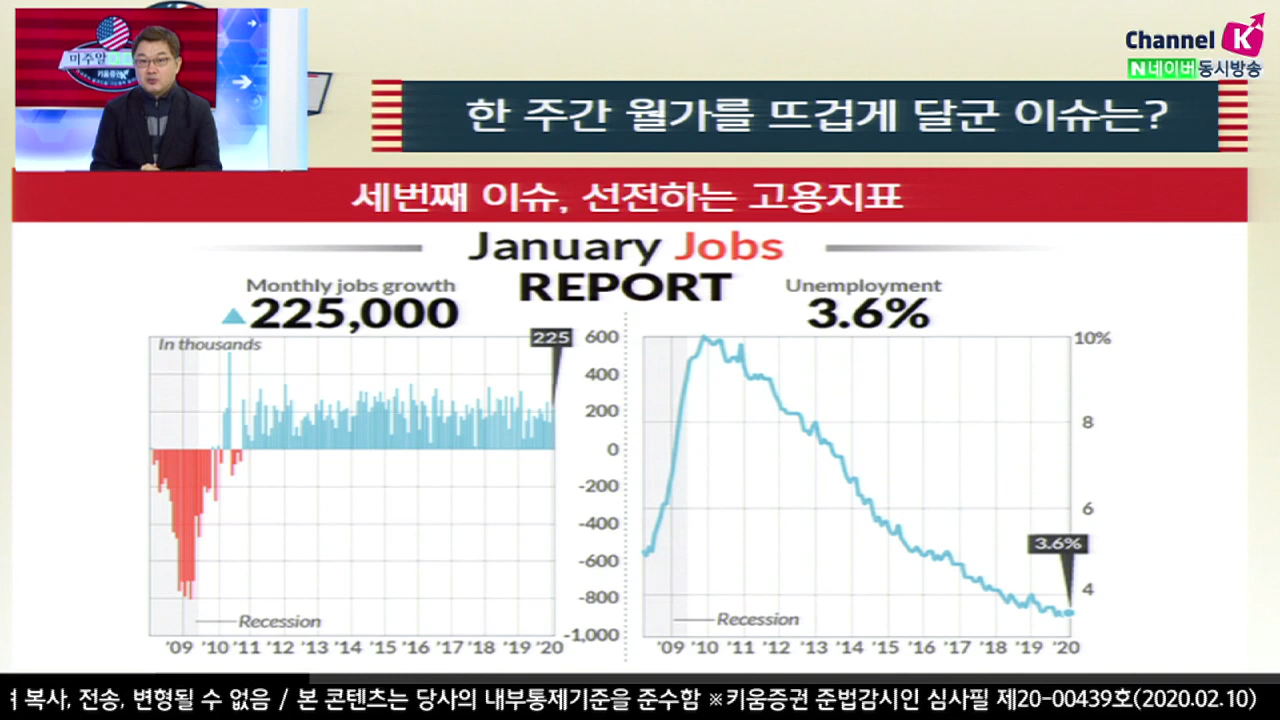 미주알
키움증권
Channel K
N 네이버 동시방송
한 주간 월가를 뜨겁게 달군 이슈는?
세번째 이슈, 선전하는 고용지표
January Jobs
REPORT
Monthly jobs growth
225,000
In thousands
225
600
400
200
0
-200
-400
-600
-800
-1,000
Recession
'09 '10 '11 '12 '13 '14 '15 '16 '17 '18 '19 '20
Unemployment
3.6%
10%
8
6
4
3.6%
Recession
'09 '10 '11 '12 '13 '14 '15 '16 '17 '18 '19 '20
복사, 전송, 변형될 수 없음 / 본 콘텐츠는 당사의 내부통제기준을 준수함 ※키움증권 준법감시인 심사필 제20-00439호(2020.02.10)